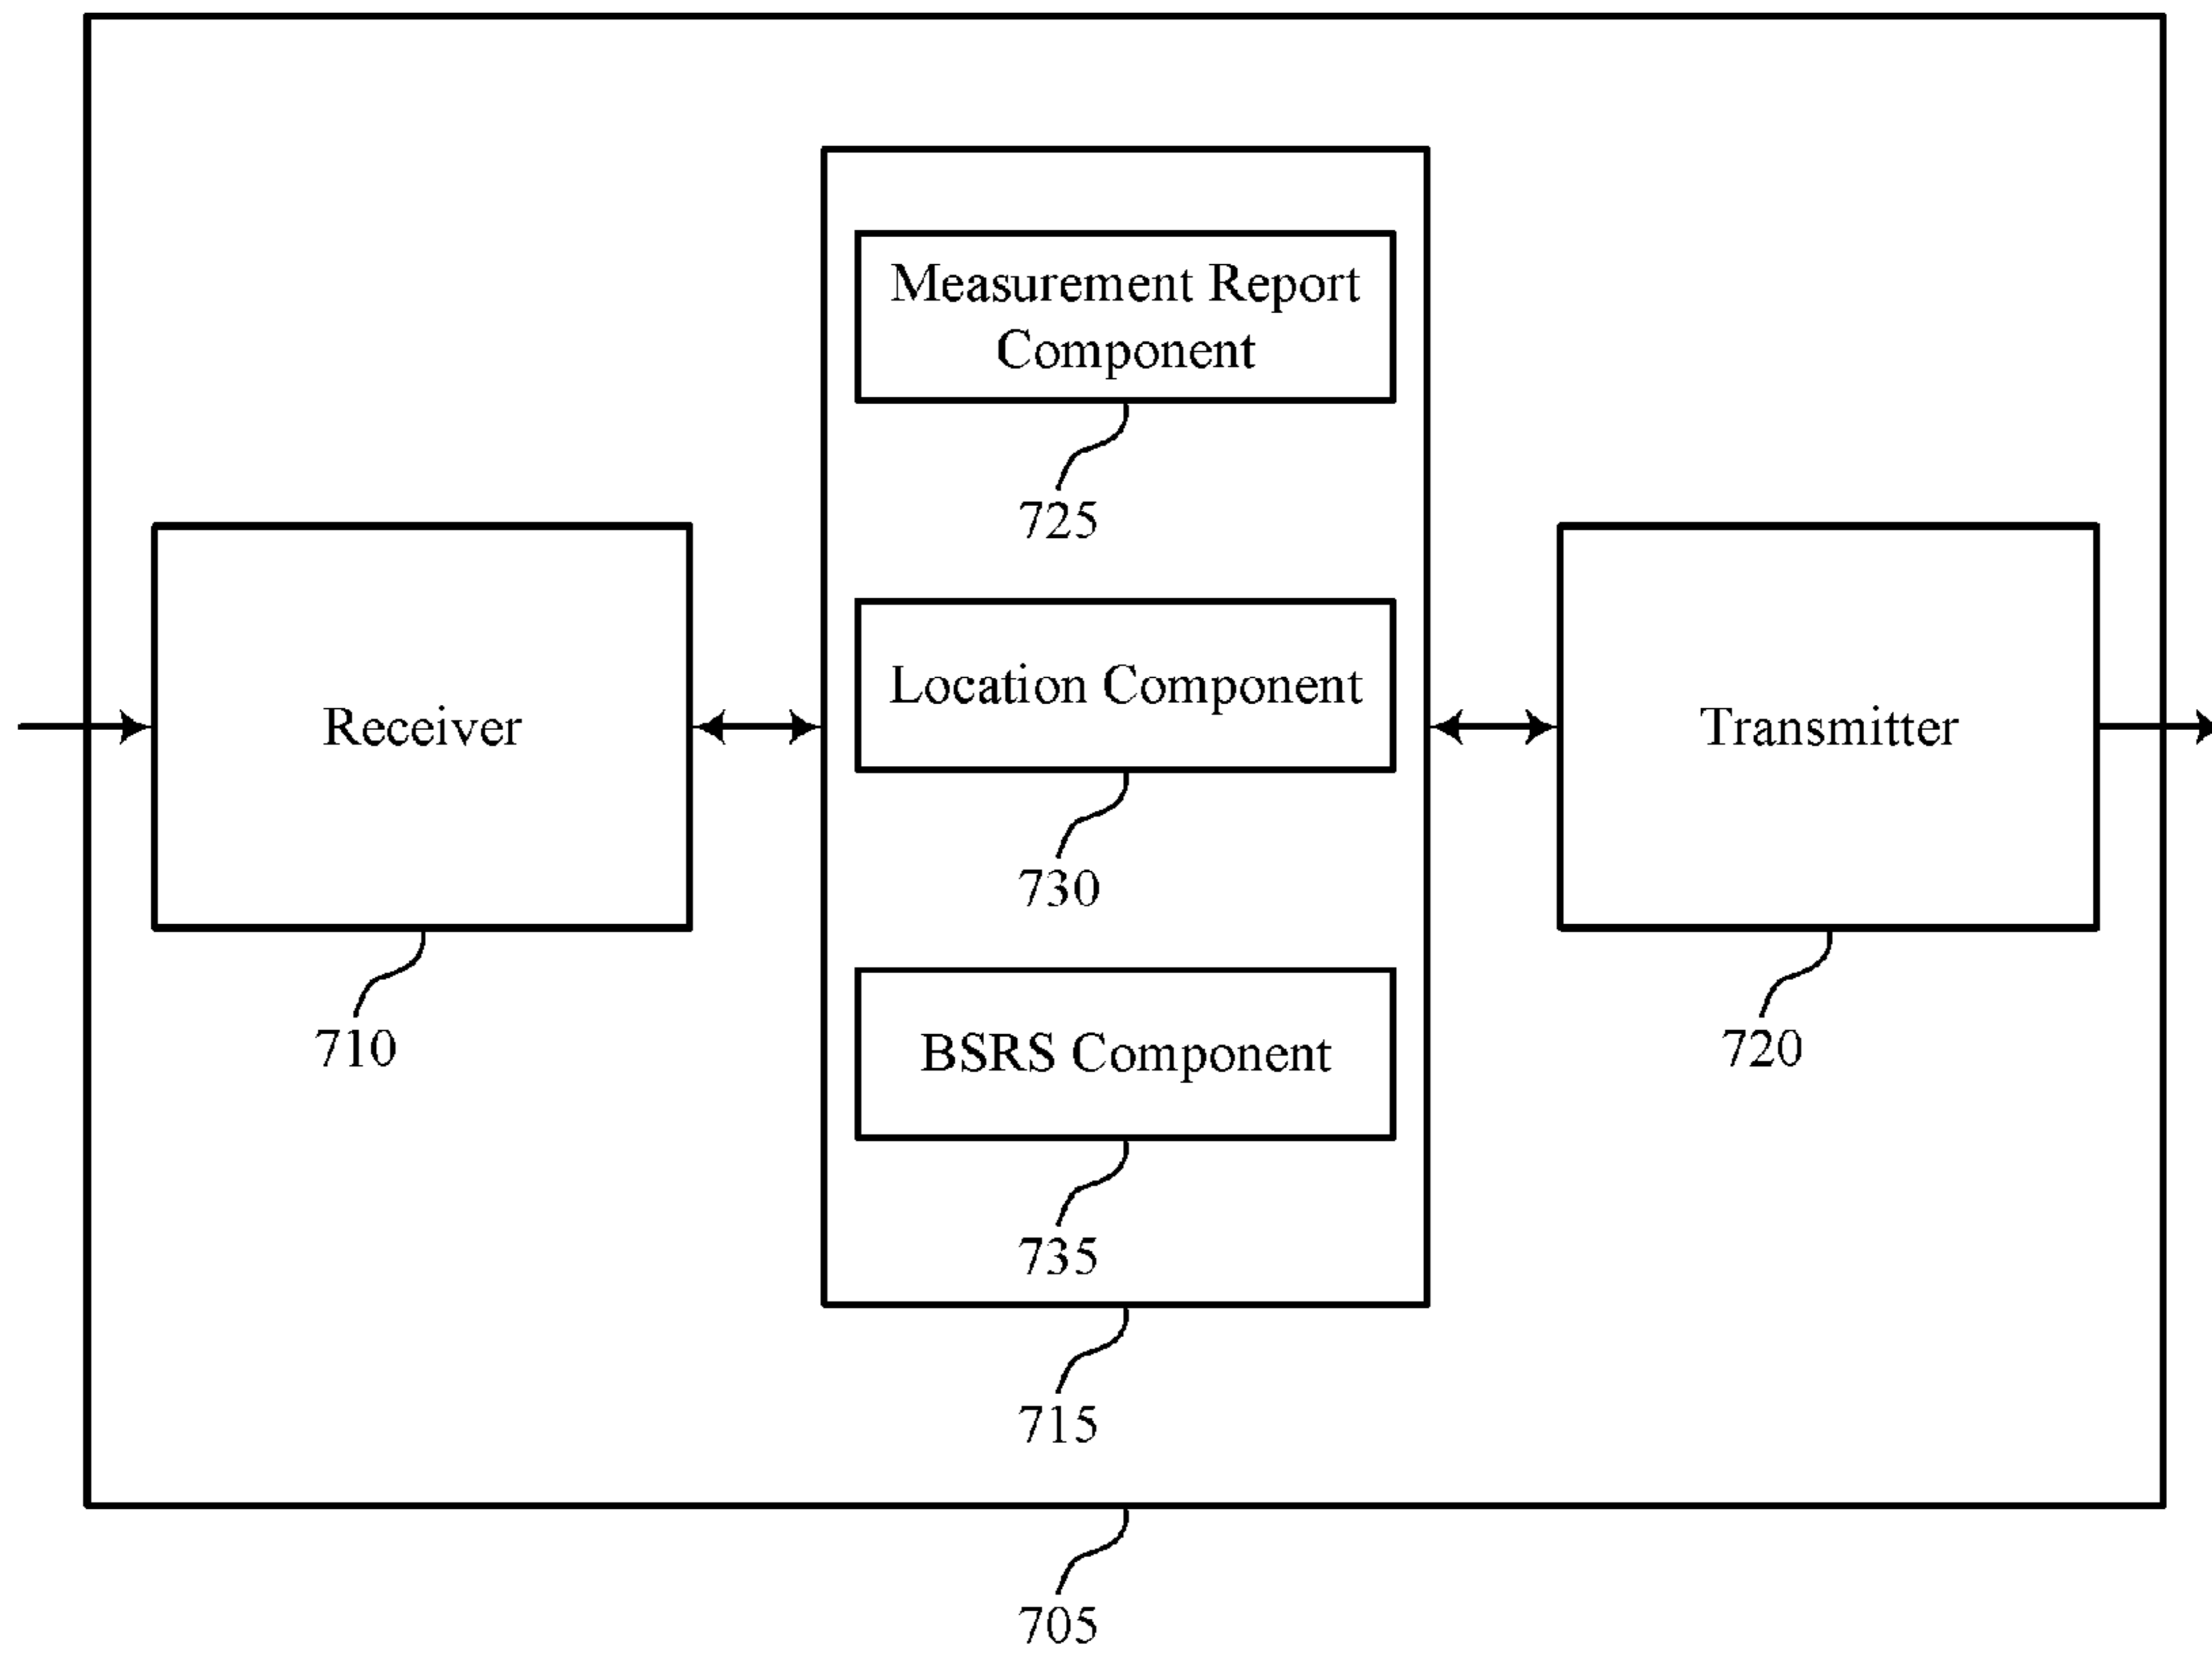 Measurement Report
Component
725
Receiver
710
Location Component
730
Transmitter
720
BSRS Component
735
715
705